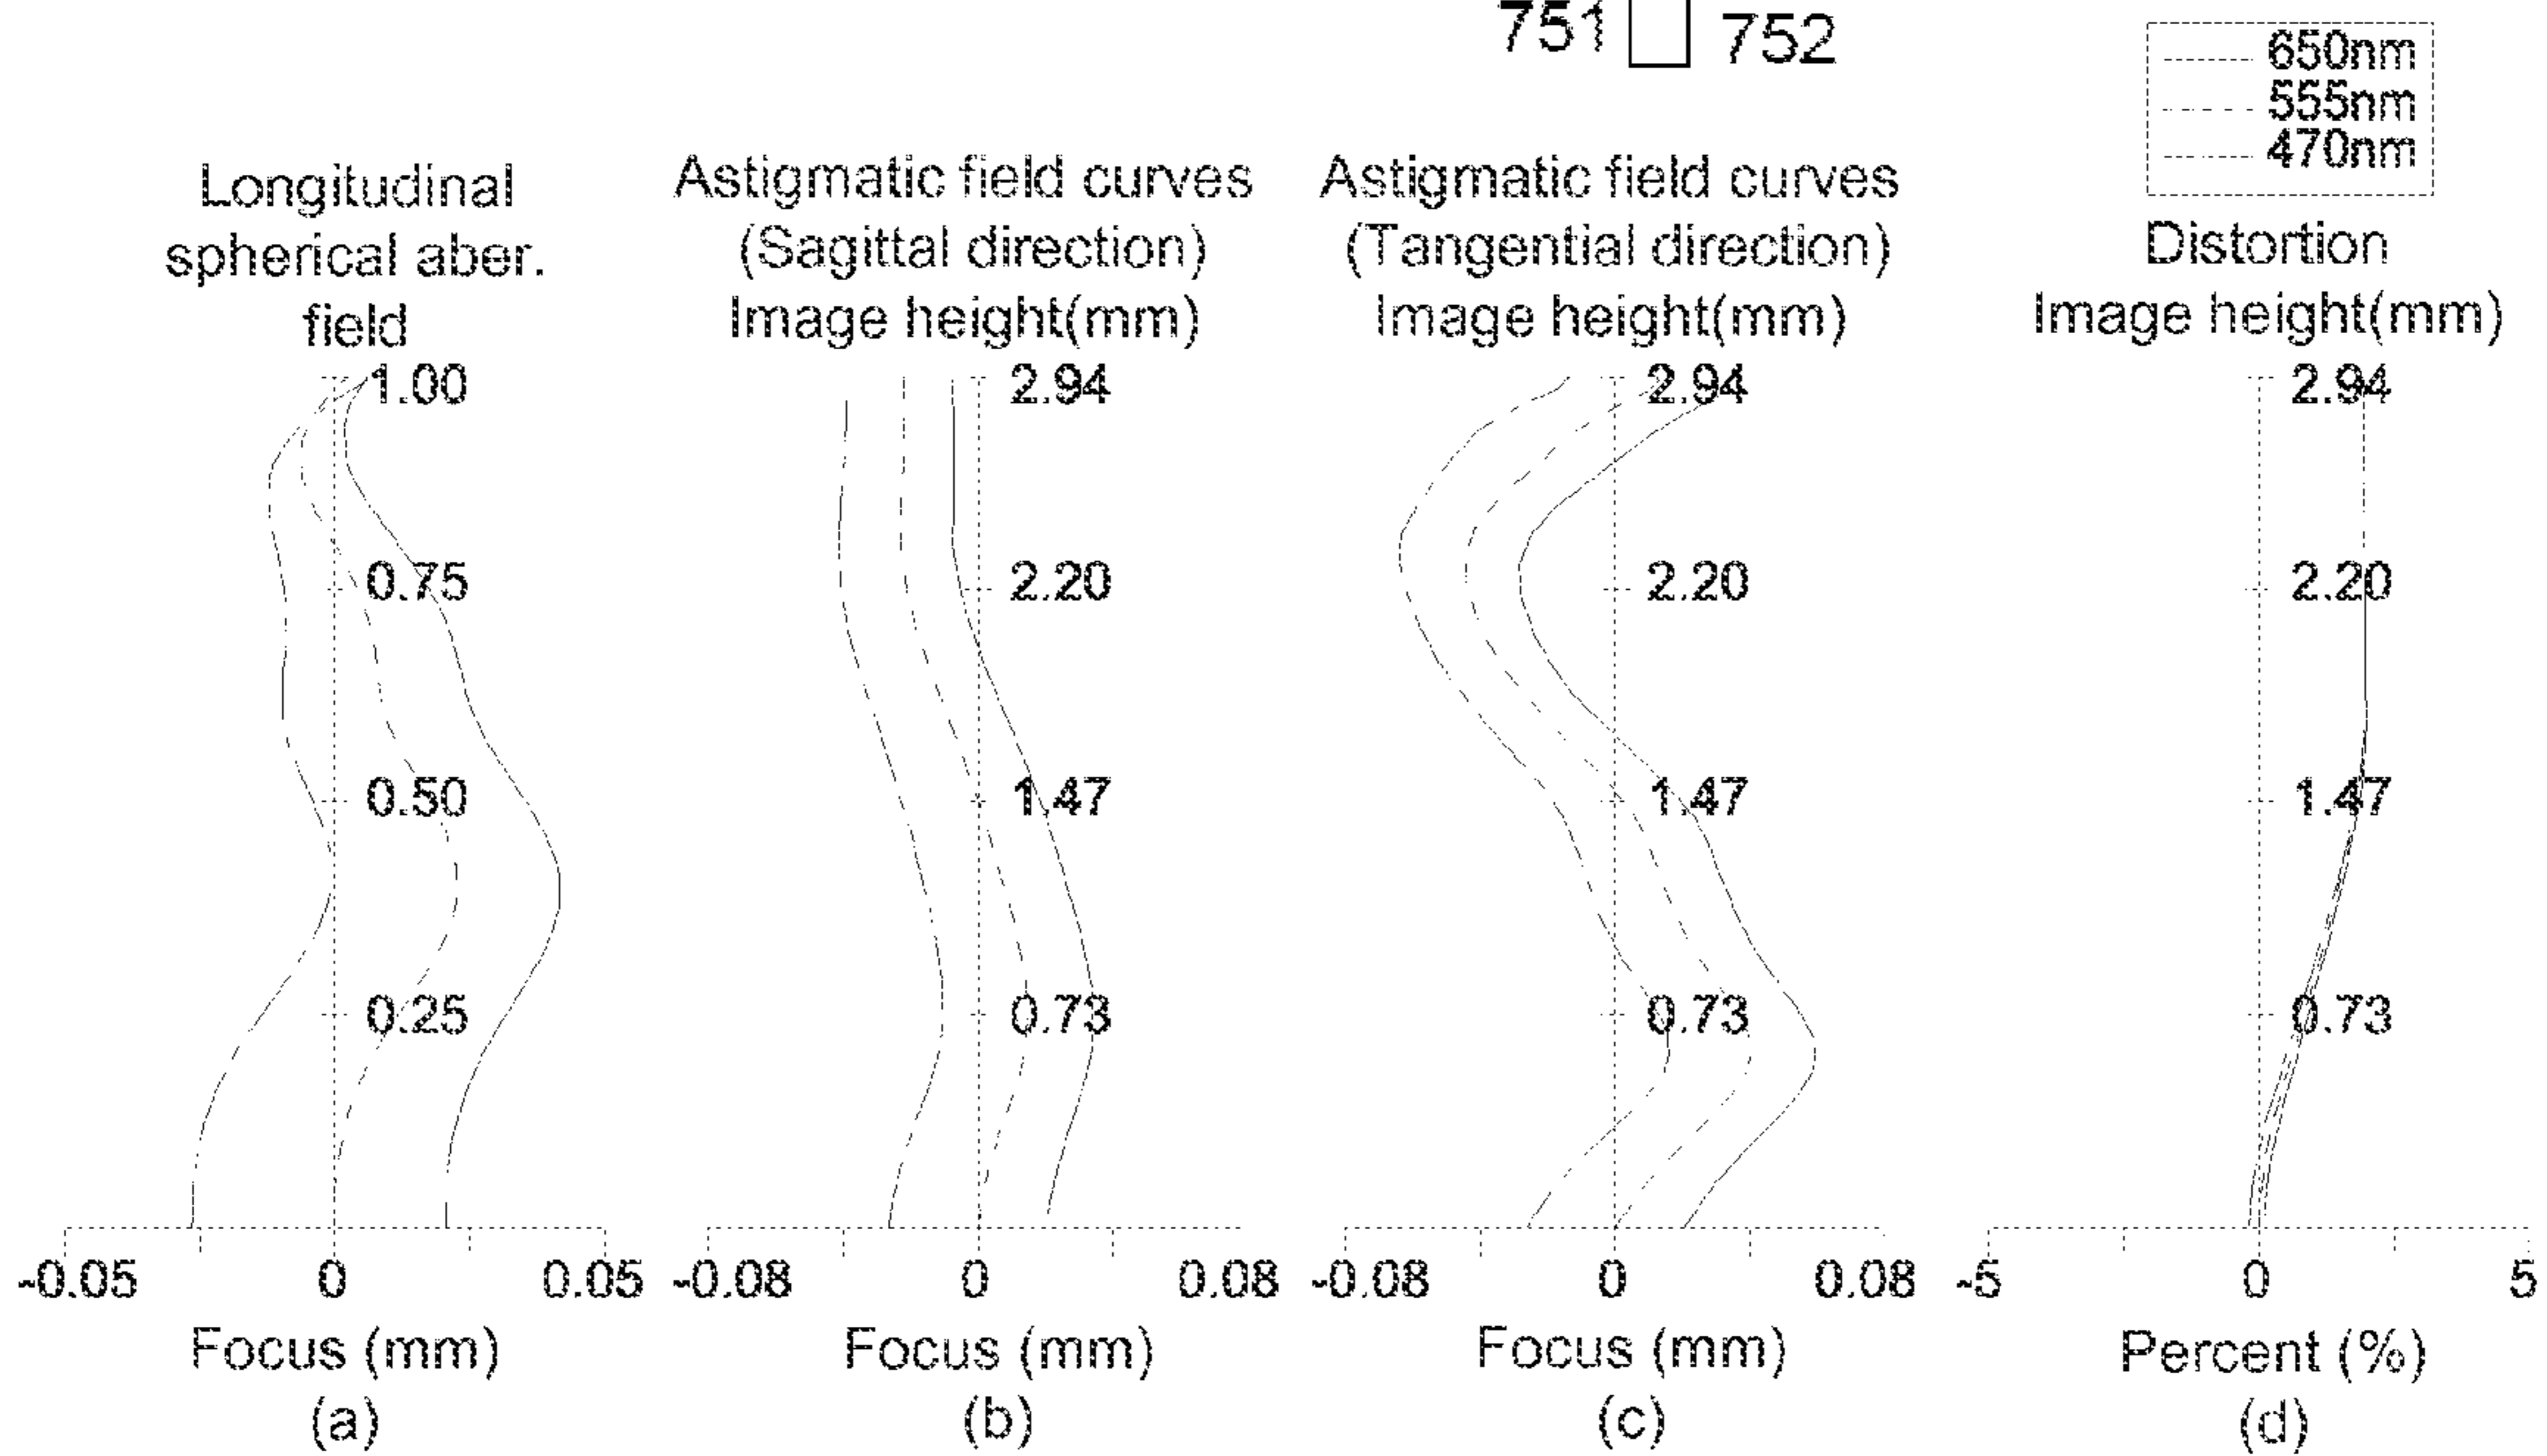 751 752
650nm
555nm
470nm
Longitudinal
spherical aber.
field
1.00
0.75
0.50
0.25
-0.05 0 0.05
Focus (mm)
(a)
Astigmatic field curves
(Sagittal direction)
Image height(mm)
2.94
2.20
1.47
0.73
-0.08 0 0.08
Focus (mm)
(b)
Astigmatic field curves
(Tangential direction)
Image height(mm)
2.94
2.20
1.47
0.73
-0.08 0 0.08
Focus (mm)
(c)
Distortion
Image height(mm)
2.94
2.20
1.47
0.73
-5 0 5
Percent (%)
(d)